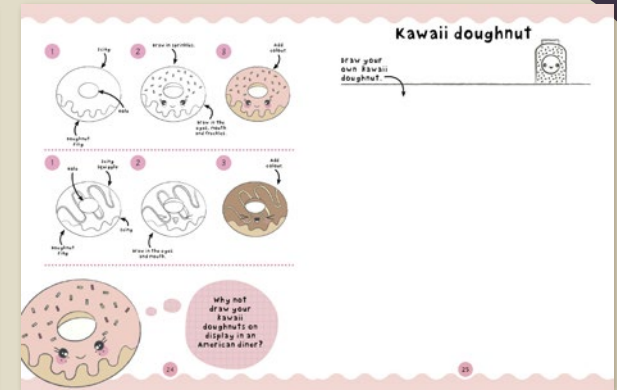 Kawaii doughnut
1
Icing
Hole
Doughnut
ring
2
Draw in sprinkles.
Draw in the
eyes, mouth
and freckles.
3
Add
colour.
1
Hole
Icing
squiggle
Icing
Doughnut
ring
2
Draw in the eyes
and mouth.
3
Add
colour.
Why not
draw your
kawaii
doughnuts on
display in an
American diner?
24
Draw your
own kawaii
doughnut.
25